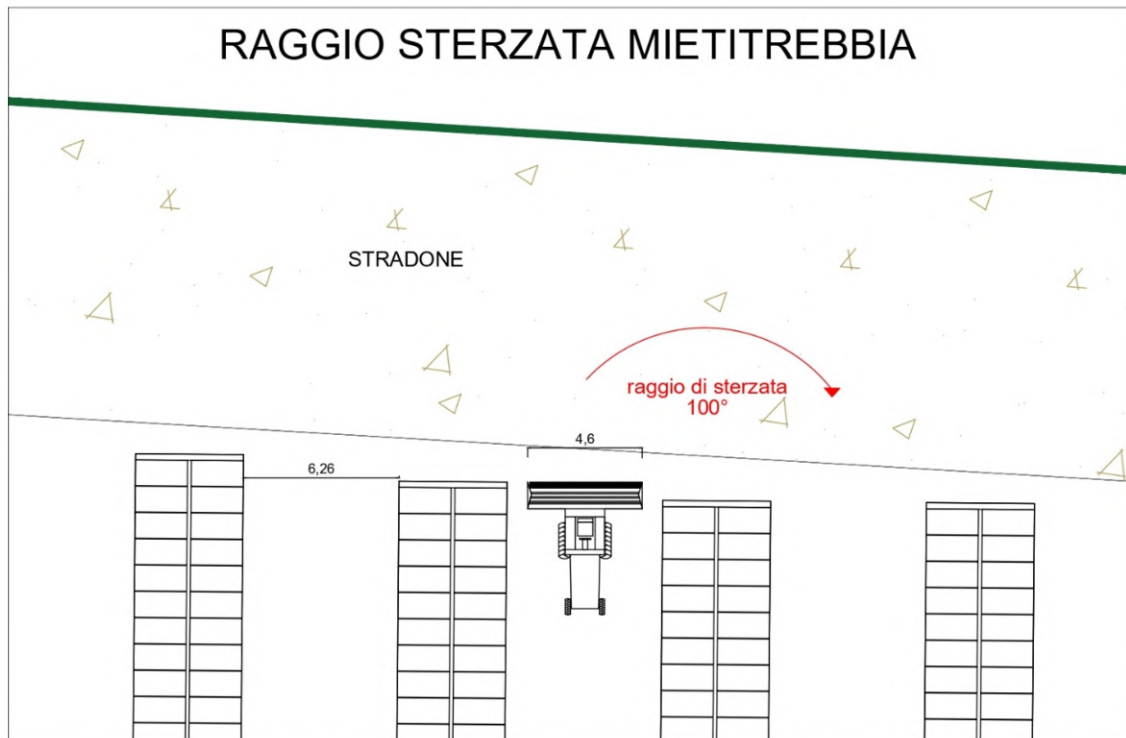 RAGGIO STERZATA MIETITREBBIA
STRADONE
raggio di sterzata
100°
4,6
6,26